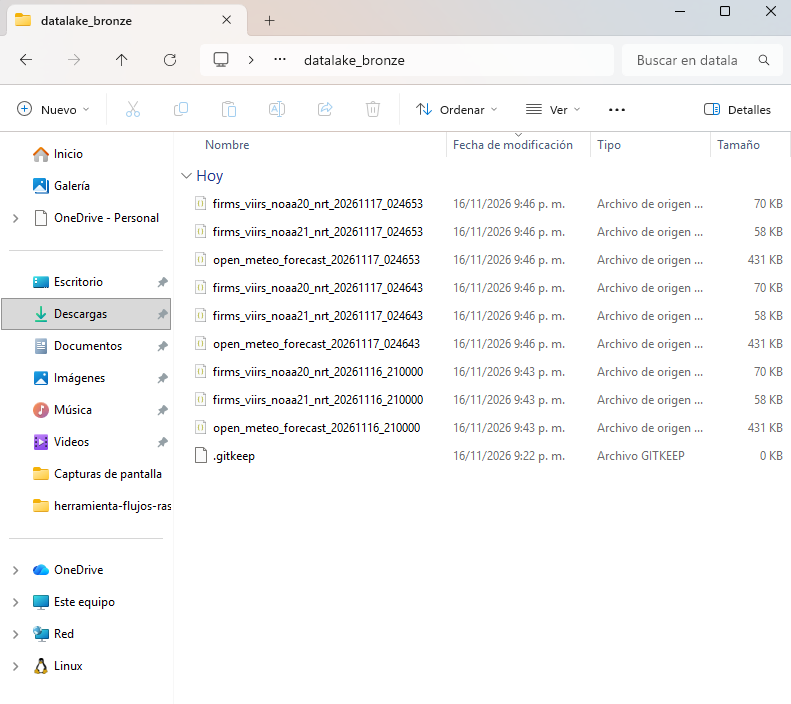 datalake_bronze
datalake_bronze
Buscar en datala
Nuevo
Ordenar
Ver
Detalles
Inicio
Galería
OneDrive - Personal
Escritorio
Descargas
Documentos
Imágenes
Música
Videos
Capturas de pantalla
herramienta-flujos-ras
OneDrive
Este equipo
Red
Linux
Nombre Fecha de modificación Tipo Tamaño
Hoy
firms_viirs_noaa20_nrt_20261117_024653 16/11/2026 9:46 p. m. Archivo de origen ... 70 KB
firms_viirs_noaa21_nrt_20261117_024653 16/11/2026 9:46 p. m. Archivo de origen ... 58 KB
open_meteo_forecast_20261117_024653 16/11/2026 9:46 p. m. Archivo de origen ... 431 KB
firms_viirs_noaa20_nrt_20261117_024643 16/11/2026 9:46 p. m. Archivo de origen ... 70 KB
firms_viirs_noaa21_nrt_20261117_024643 16/11/2026 9:46 p. m. Archivo de origen ... 58 KB
open_meteo_forecast_20261117_024643 16/11/2026 9:46 p. m. Archivo de origen ... 431 KB
firms_viirs_noaa20_nrt_20261116_210000 16/11/2026 9:43 p. m. Archivo de origen ... 70 KB
firms_viirs_noaa21_nrt_20261116_210000 16/11/2026 9:43 p. m. Archivo de origen ... 58 KB
open_meteo_forecast_20261116_210000 16/11/2026 9:43 p. m. Archivo de origen ... 431 KB
.gitkeep 16/11/2026 9:22 p. m. Archivo GITKEEP 0 KB